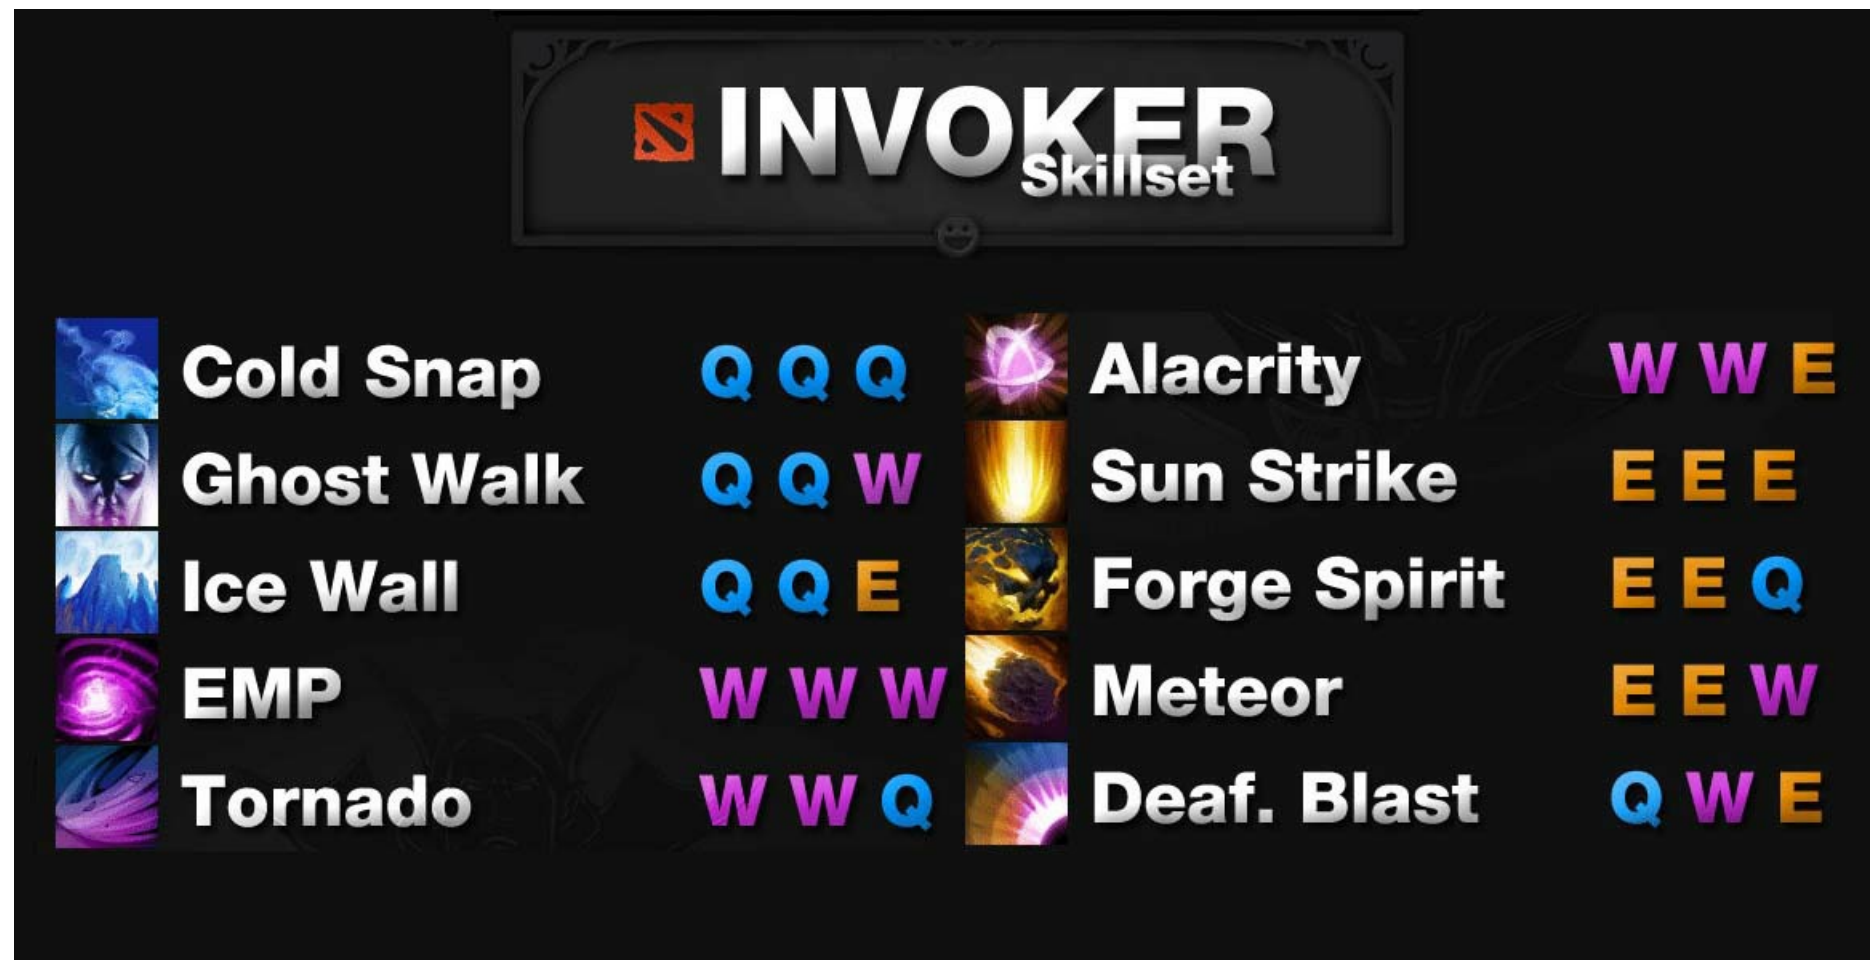 INVOKER
Skillset
Cold Snap Q Q Q
Ghost Walk Q Q W
Ice Wall Q Q E
EMP W W W
Tornado W W Q
Alacrity W W E
Sun Strike E E E
Forge Spirit E E Q
Meteor E E W
Deaf. Blast Q W E